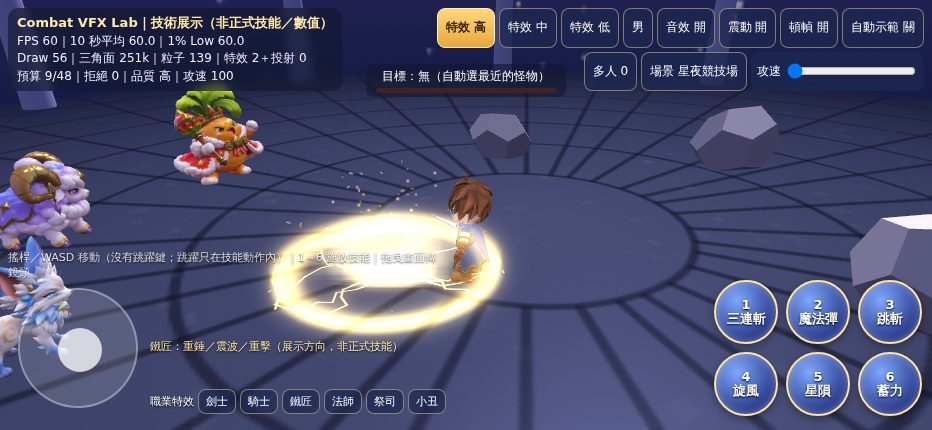 Combat VFX Lab｜技術展示（非正式技能／數值）
FPS 60｜10 秒平均 60.0｜1% Low 60.0
Draw 56｜三角面 251k｜粒子 139｜特效 2＋投射 0
預算 9/48｜拒絕 0｜品質 高｜攻速 100
特效 高
特效 中
特效 低
男
音效 開
震動 開
頓幀 開
自動示範 關
目標：無（自動選最近的怪物）
多人 0
場景 星夜競技場
攻速
搖桿／WASD 移動（沒有跳躍鍵；跳躍只在技能動作內）｜1～6 施放技能｜拖曳畫面轉
鏡頭
1
三連斬
2
魔法彈
3
跳斬
鐵匠：重錘／震波／重擊（展示方向，非正式技能）
4
旋風
5
星隕
6
蓄力
職業特效
劍士
騎士
鐵匠
法師
祭司
小丑